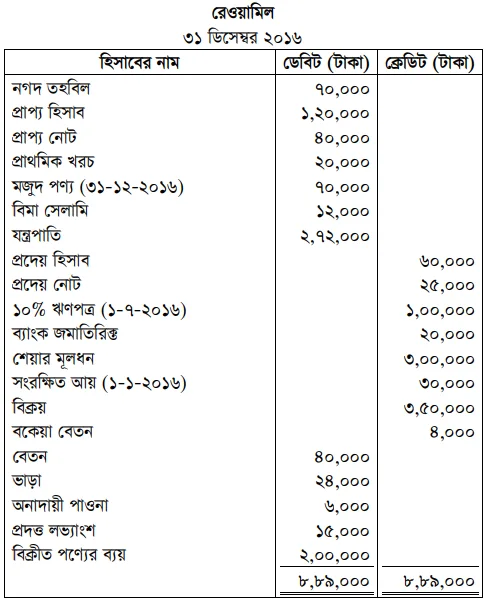 রেওয়ামিল
৩১ ডিসেম্বর ২০১৬
হিসাবের নাম ডেবিট (টাকা) ক্রেডিট (টাকা)
নগদ তহবিল ৭০,০০০
প্রাপ্য হিসাব ১,২০,০০০
প্রাপ্য নোট ৪০,০০০
প্রাথমিক খরচ ২০,০০০
মজুদ পণ্য (৩১-১২-২০১৬) ৭০,০০০
বিমা সেলামি ১২,০০০
যন্ত্রপাতি ২,৭২,০০০
প্রদেয় হিসাব ৬০,০০০
প্রদেয় নোট ২৫,০০০
১০% ঋণপত্র (১-৭-২০১৬) ১,০০,০০০
ব্যাংক জমাতিরিক্ত ২০,০০০
শেয়ার মূলধন ৩,০০,০০০
সংরক্ষিত আয় (১-১-২০১৬) ৩০,০০০
বিক্রয় ৩,৫০,০০০
বকেয়া বেতন ৪,০০০
বেতন ৪০,০০০
ভাড়া ২৪,০০০
অনাদায়ী পাওনা ৬,০০০
প্রদত্ত লভ্যাংশ ১৫,০০০
বিক্রীত পণ্যের ব্যয় ২,০০,০০০
৮,৮৯,০০০ ৮,৮৯,০০০